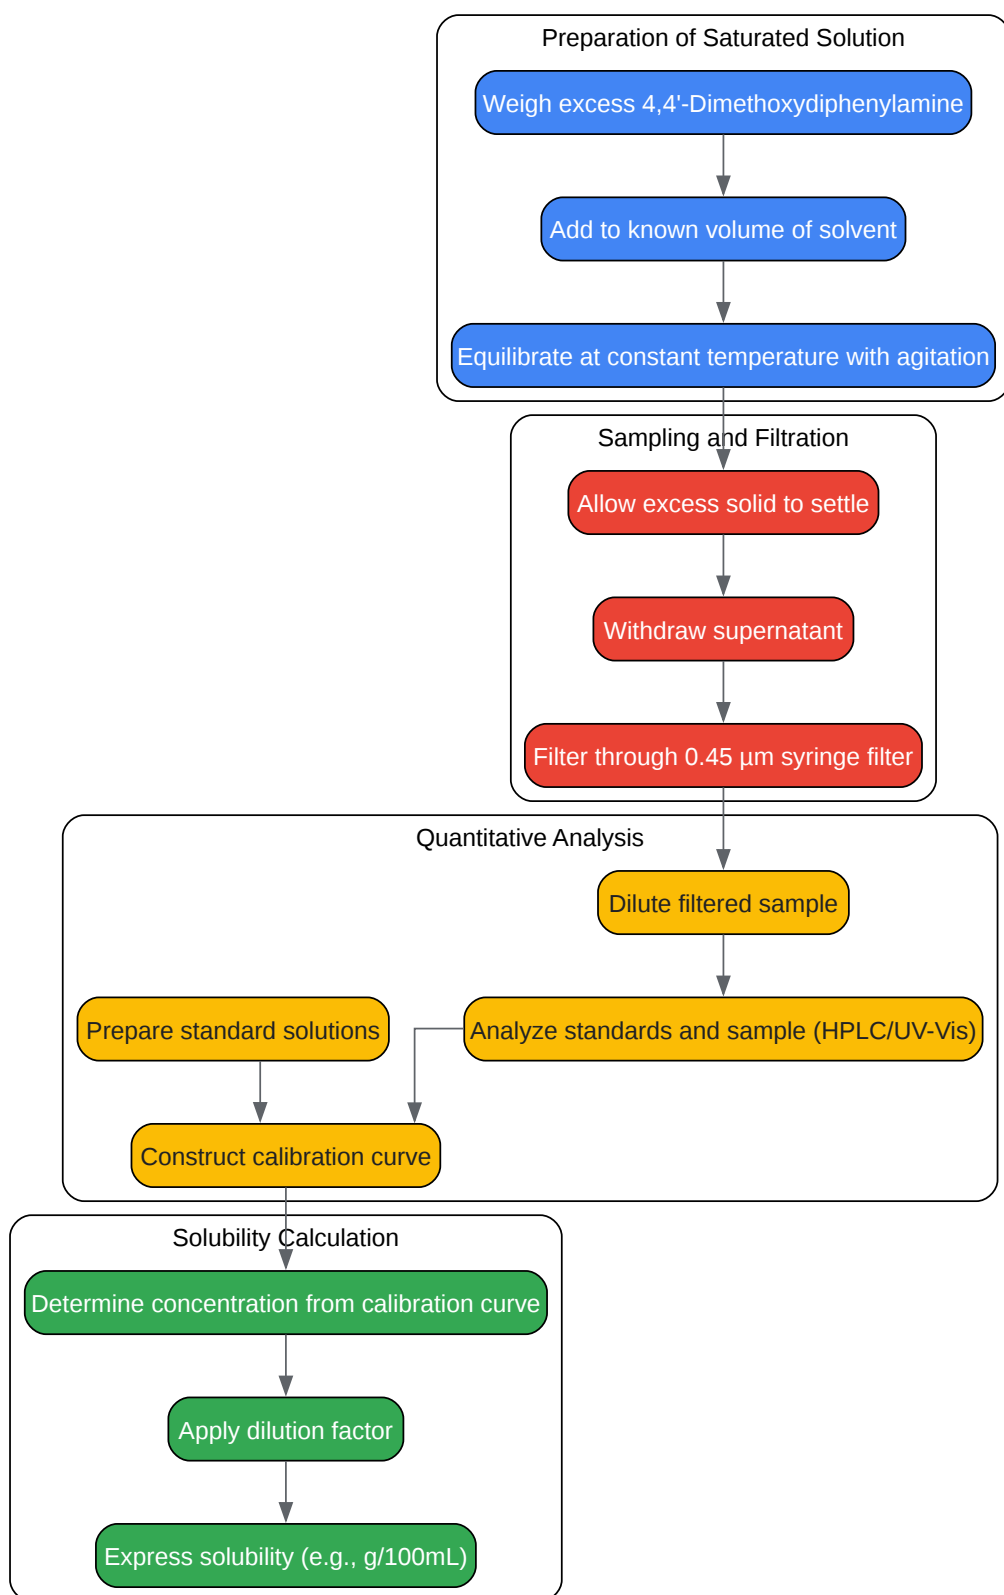 Preparation of Saturated Solution
Weigh excess 4,4'-Dimethoxydiphenylamine
Add to known volume of solvent
Equilibrate at constant temperature with agitation
Sampling and Filtration
Allow excess solid to settle
Withdraw supernatant
Filter through 0.45 µm syringe filter
Quantitative Analysis
Dilute filtered sample
Prepare standard solutions
Analyze standards and sample (HPLC/UV-Vis)
Construct calibration curve
Solubility Calculation
Determine concentration from calibration curve
Apply dilution factor
Express solubility (e.g., g/100mL)